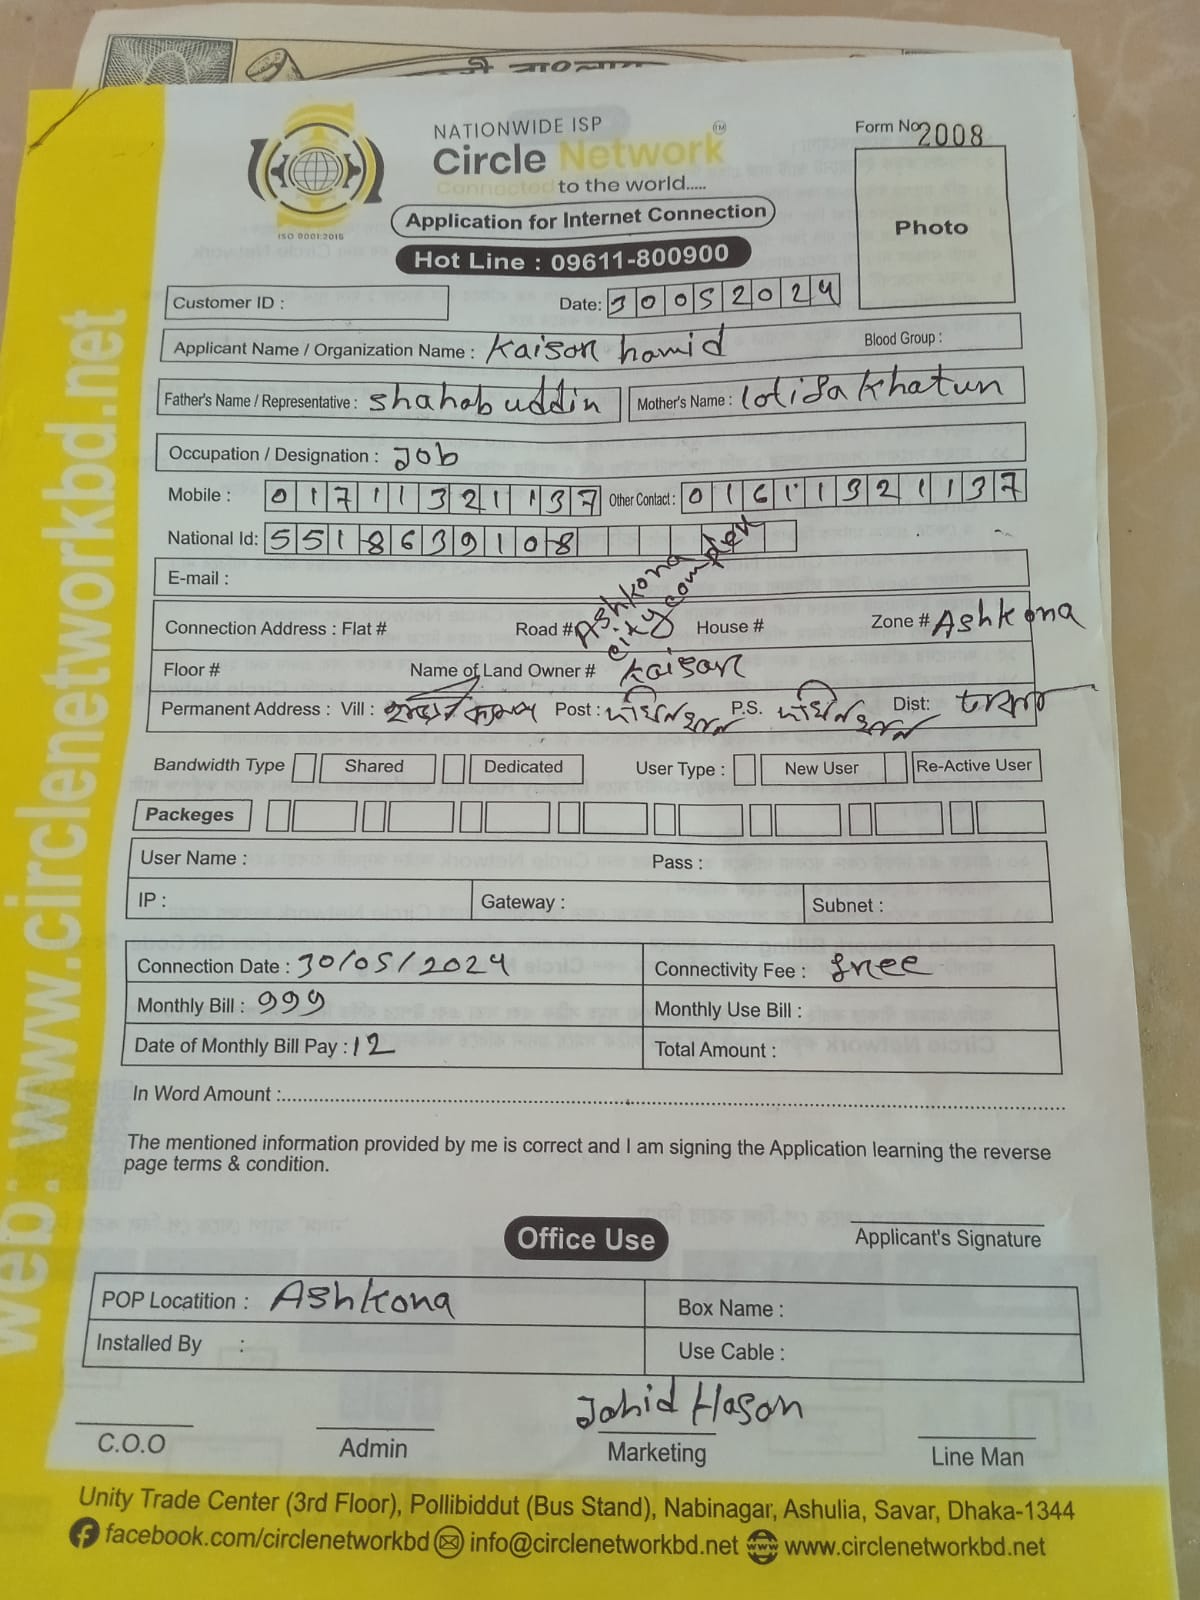 NATIONWIDE ISP
Circle Network TM
Connected to the world.....
ISO 9001:2015
Form No 2008
Photo
Application for Internet Connection
Hot Line : 09611-800900
Customer ID :
Date: 30052024
Applicant Name / Organization Name : Kaison hamid
Blood Group :
Father's Name / Representative : Shahab uddin
Mother's Name : lotifa Khatun
Occupation / Designation : Job
Mobile : 01711321137
Other Contact : 01611321137
National Id: 5518639108
E-mail :
Connection Address : Flat #
Road # Ashkona city complex
House #
Zone # Ashkona
Floor #
Name of Land Owner # Kaison
Permanent Address : Vill :
Post :
P.S.
Dist: ঢাকা
Bandwidth Type
Shared
Dedicated
User Type :
New User
Re-Active User
Packeges
User Name :
Pass :
IP :
Gateway :
Subnet :
Connection Date : 30/05/2024
Connectivity Fee : free
Monthly Bill : 999
Monthly Use Bill :
Date of Monthly Bill Pay : 12
Total Amount :
In Word Amount :
The mentioned information provided by me is correct and I am signing the Application learning the reverse
page terms & condition.
Applicant's Signature
Office Use
POP Locatition : Ashkona
Box Name :
Installed By :
Use Cable :
Jahid Hasan
C.O.O
Admin
Marketing
Line Man
Unity Trade Center (3rd Floor), Pollibiddut (Bus Stand), Nabinagar, Ashulia, Savar, Dhaka-1344
facebook.com/circlenetworkbd info@circlenetworkbd.net www www.circlenetworkbd.net
web : www.circlenetworkbd.net